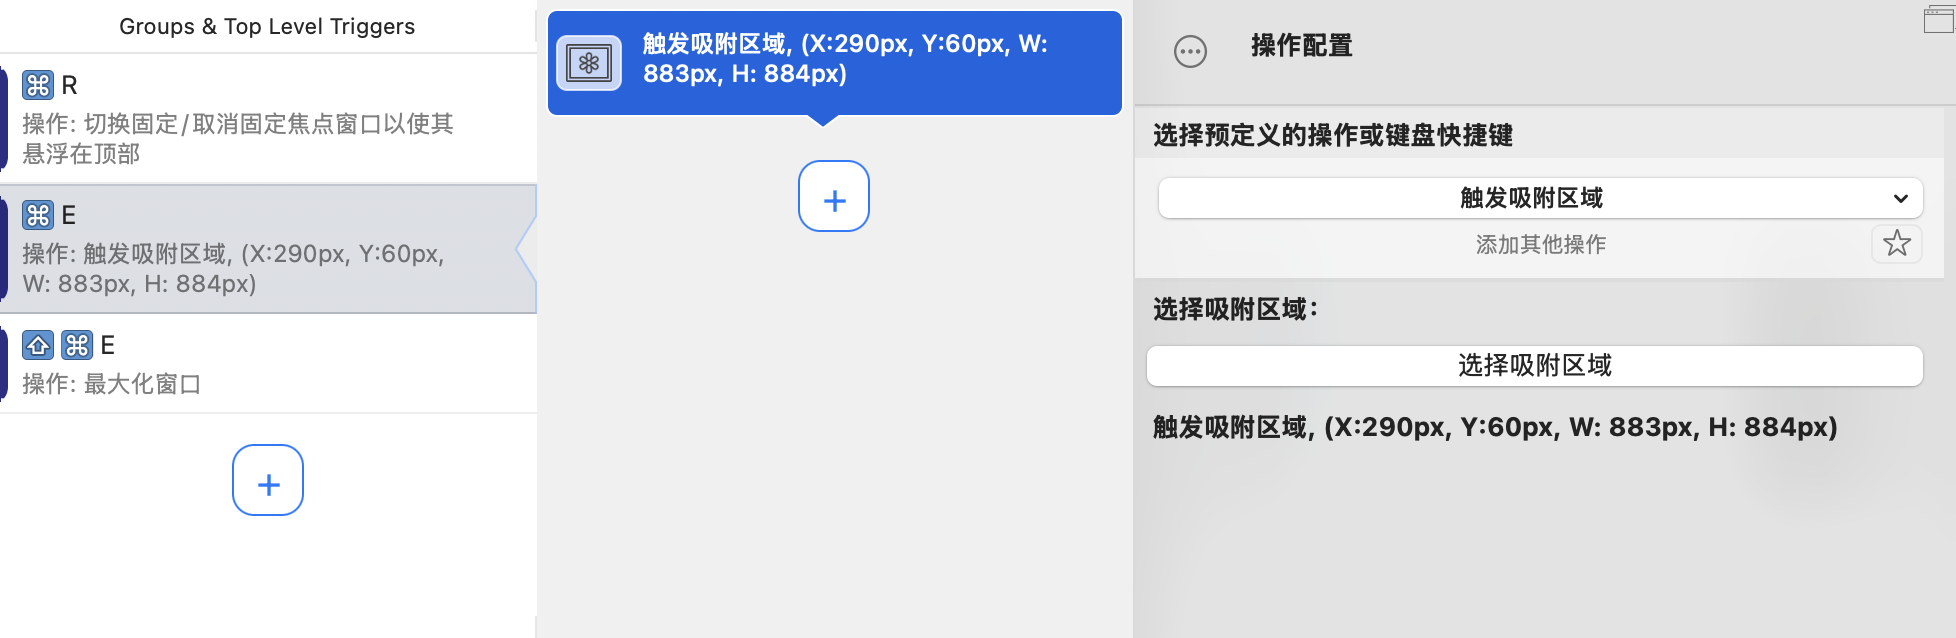 Groups & Top Level Triggers
⌘ R
操作: 切换固定/取消固定焦点窗口以使其
悬浮在顶部
⌘ E
操作: 触发吸附区域, (X:290px, Y:60px,
W: 883px, H: 884px)
⇧ ⌘ E
操作: 最大化窗口
+
触发吸附区域, (X:290px, Y:60px, W:
883px, H: 884px)
+
操作配置
选择预定义的操作或键盘快捷键
触发吸附区域
添加其他操作
选择吸附区域:
选择吸附区域
触发吸附区域, (X:290px, Y:60px, W: 883px, H: 884px)